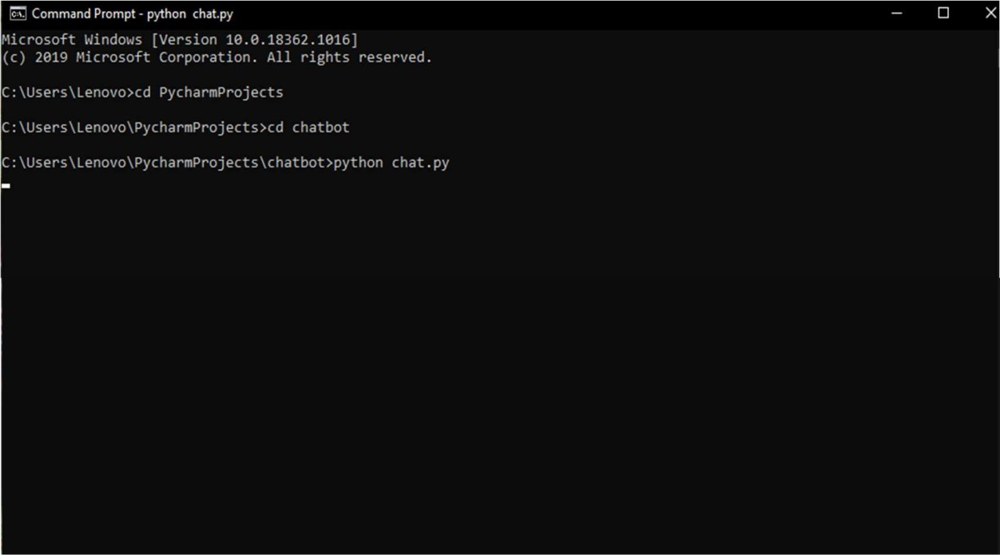 Command Prompt - python  chat.py
Microsoft Windows [Version 10.0.18362.1016]
(c) 2019 Microsoft Corporation. All rights reserved.
C:\Users\Lenovo>cd PycharmProjects
C:\Users\Lenovo\PycharmProjects>cd chatbot
C:\Users\Lenovo\PycharmProjects\chatbot>python chat.py